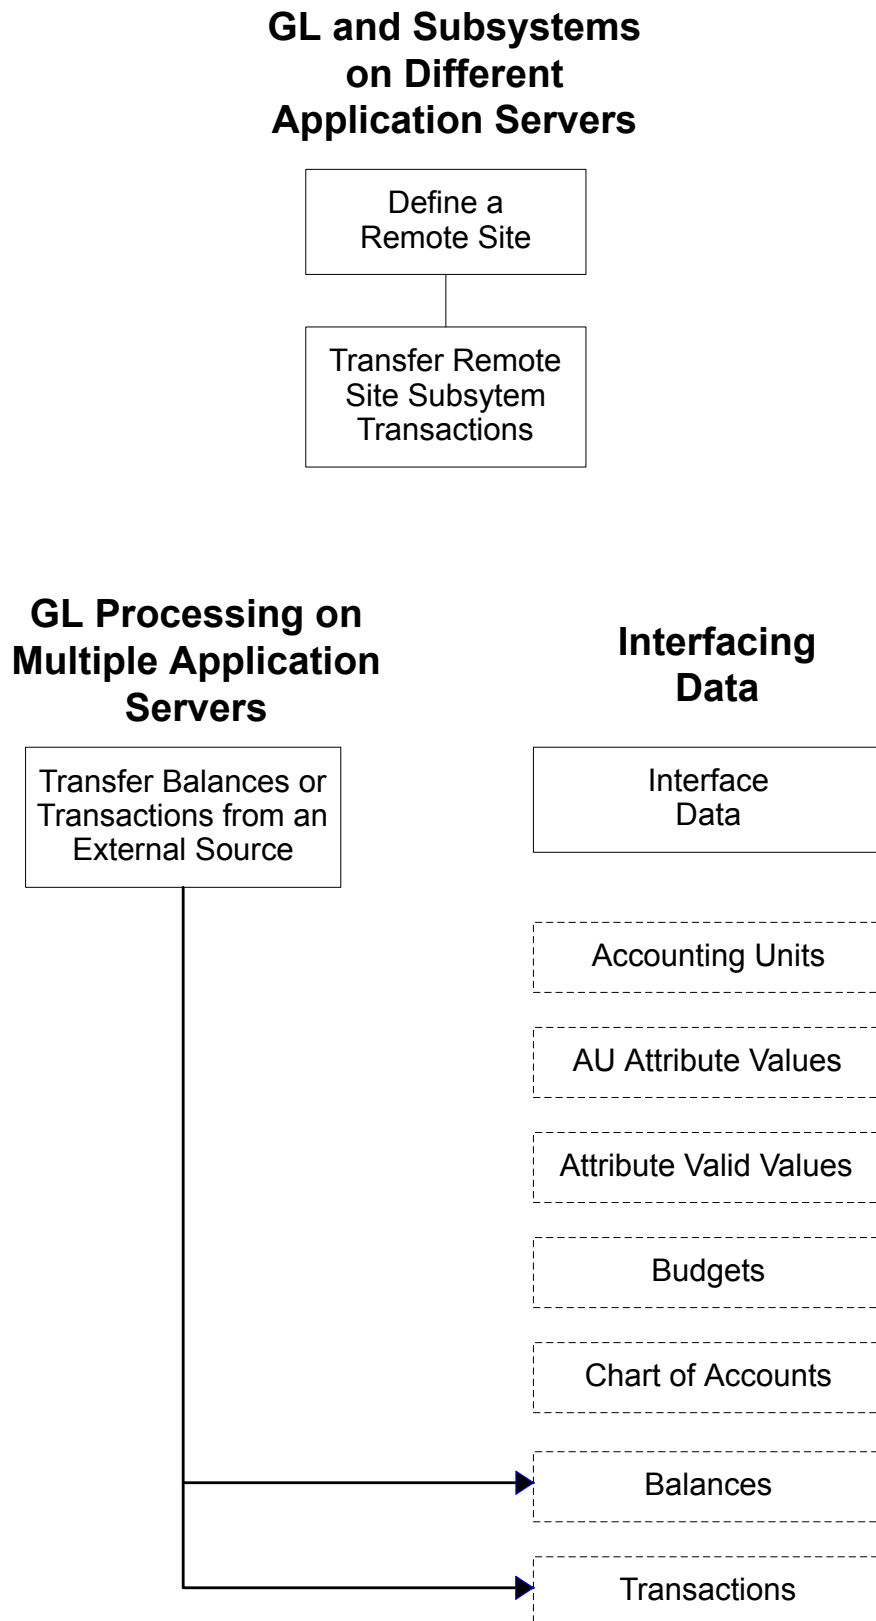 GL and Subsystems
on Different
Application Servers
Define a
Remote Site
Transfer Remote
Site Subsytem
Transactions
GL Processing on
Multiple Application
Servers
Transfer Balances or
Transactions from an
External Source
Interfacing
Data
Interface
Data
Accounting Units
AU Attribute Values
Attribute Valid Values
Budgets
Chart of Accounts
Balances
Transactions